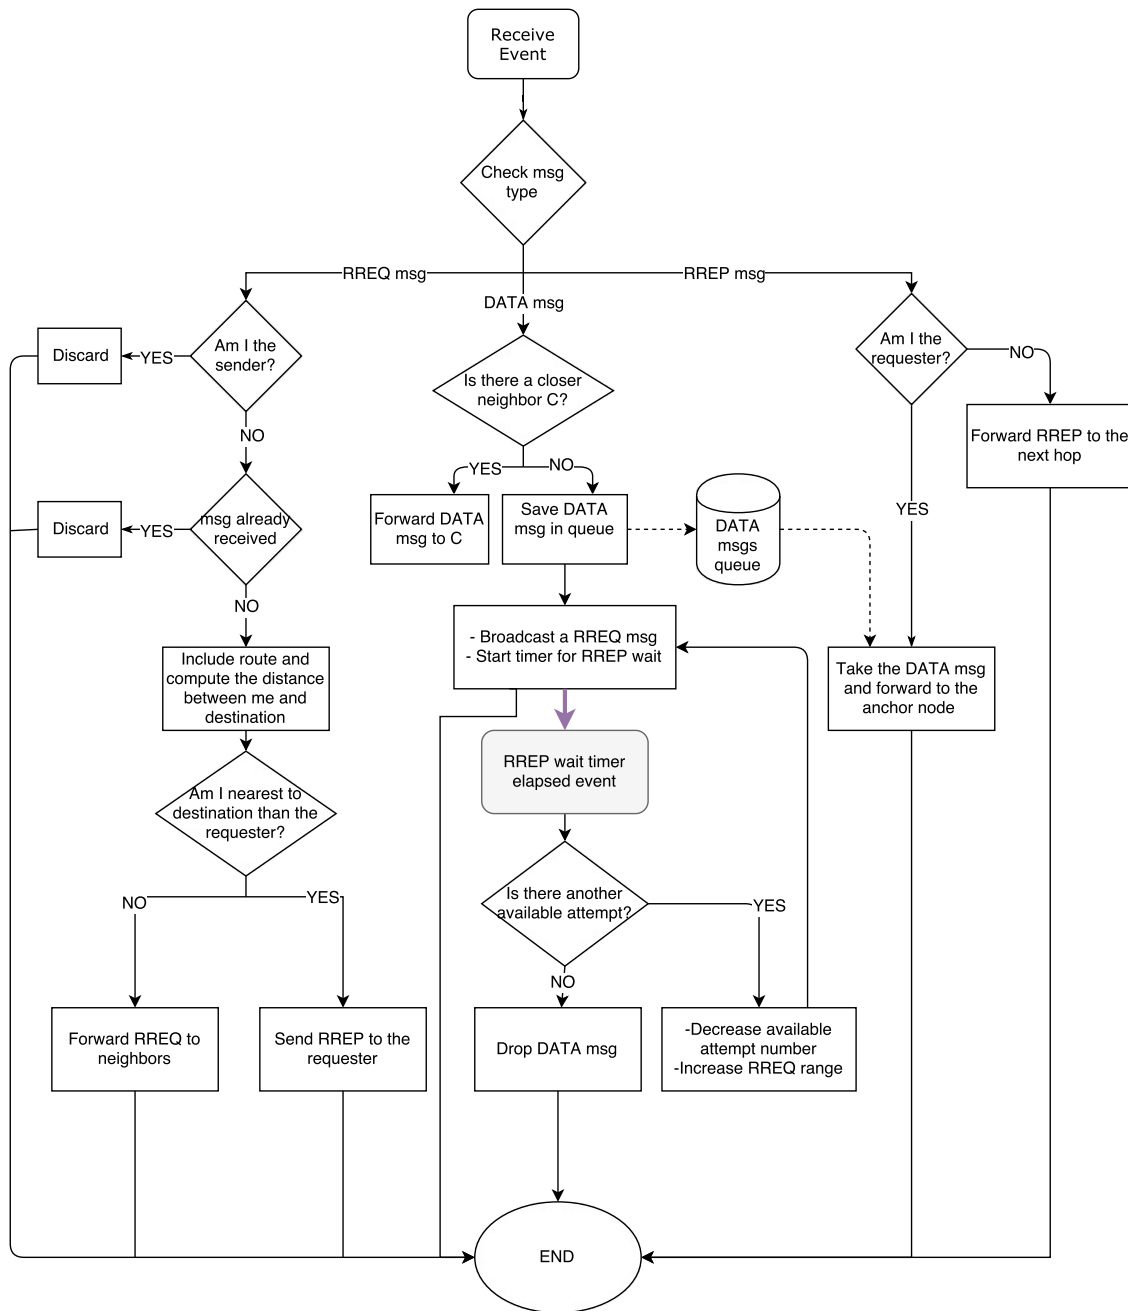 Receive
Event
Check msg
type
RREQ msg
RREP msg
DATA msg
Am I the
sender?
YES
Discard
NO
msg already
received
YES
Discard
NO
Include route and
compute the distance
between me and
destination
Am I nearest to
destination than the
requester?
NO
YES
Forward RREQ to
neighbors
Send RREP to the
requester
Is there a closer
neighbor C?
YES
NO
Forward DATA
msg to C
Save DATA
msg in queue
DATA
msgs
queue
- Broadcast a RREQ msg
- Start timer for RREP wait
RREP wait timer
elapsed event
Is there another
available attempt?
YES
NO
Drop DATA msg
-Decrease available
attempt number
-Increase RREQ range
Am I the
requester?
NO
Forward RREP to the
next hop
YES
Take the DATA msg
and forward to the
anchor node
END